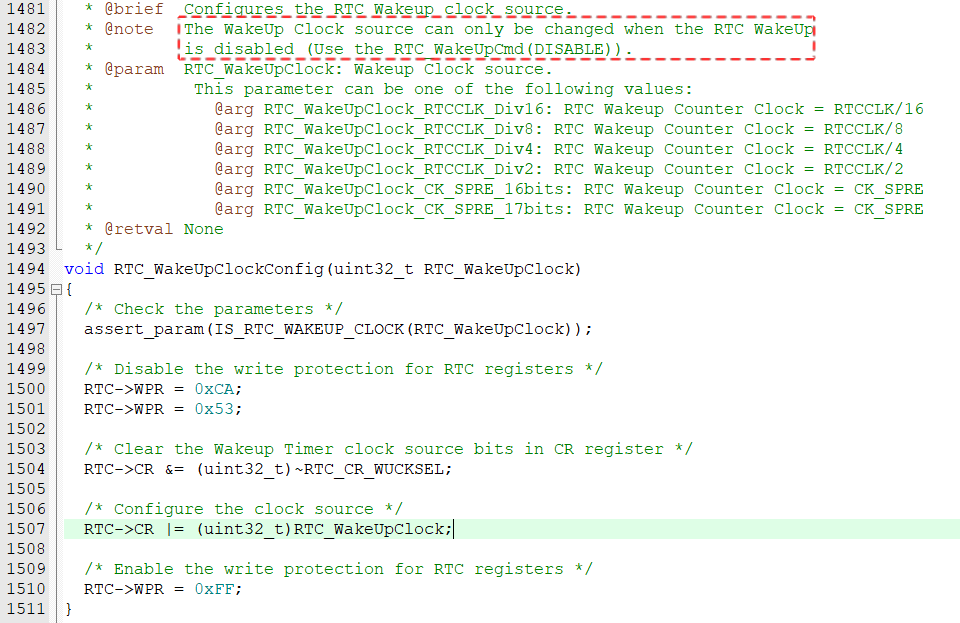 1481 * @brief Configures the RTC Wakeup clock source.
1482 * @note The WakeUp Clock source can only be changed when the RTC WakeUp
1483 * is disabled (Use the RTC_WakeUpCmd(DISABLE)).
1484 * @param RTC_WakeUpClock: Wakeup Clock source.
1485 * This parameter can be one of the following values:
1486 * @arg RTC_WakeUpClock_RTCCLK_Div16: RTC Wakeup Counter Clock = RTCCLK/16
1487 * @arg RTC_WakeUpClock_RTCCLK_Div8: RTC Wakeup Counter Clock = RTCCLK/8
1488 * @arg RTC_WakeUpClock_RTCCLK_Div4: RTC Wakeup Counter Clock = RTCCLK/4
1489 * @arg RTC_WakeUpClock_RTCCLK_Div2: RTC Wakeup Counter Clock = RTCCLK/2
1490 * @arg RTC_WakeUpClock_CK_SPRE_16bits: RTC Wakeup Counter Clock = CK_SPRE
1491 * @arg RTC_WakeUpClock_CK_SPRE_17bits: RTC Wakeup Counter Clock = CK_SPRE
1492 * @retval None
1493 */
1494 void RTC_WakeUpClockConfig(uint32_t RTC_WakeUpClock)
1495 {
1496 /* Check the parameters */
1497 assert_param(IS_RTC_WAKEUP_CLOCK(RTC_WakeUpClock));
1498
1499 /* Disable the write protection for RTC registers */
1500 RTC->WPR = 0xCA;
1501 RTC->WPR = 0x53;
1502
1503 /* Clear the Wakeup Timer clock source bits in CR register */
1504 RTC->CR &= (uint32_t)~RTC_CR_WUCKSEL;
1505
1506 /* Configure the clock source */
1507 RTC->CR |= (uint32_t)RTC_WakeUpClock;
1508
1509 /* Enable the write protection for RTC registers */
1510 RTC->WPR = 0xFF;
1511 }